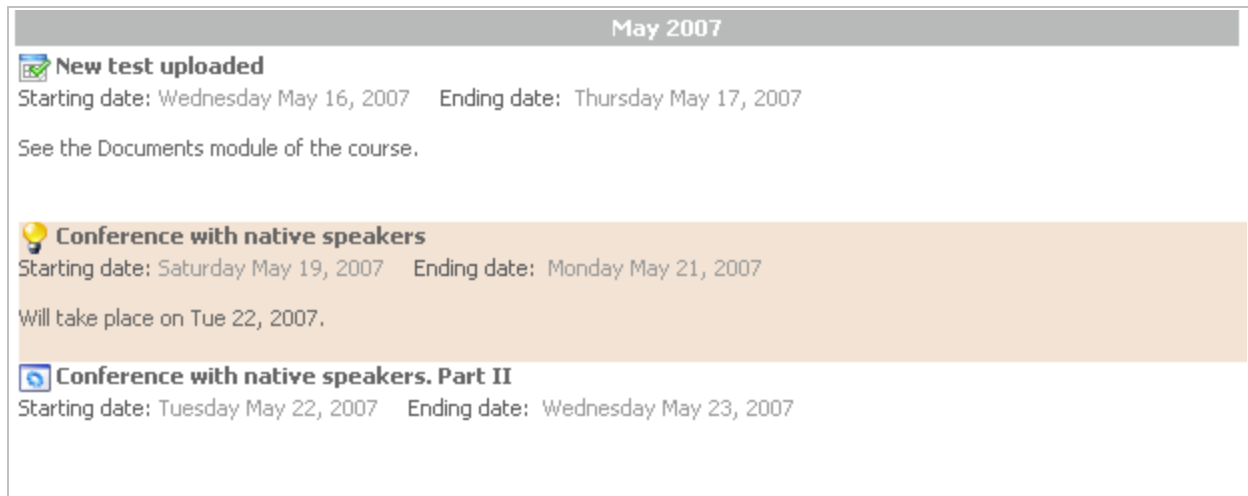 May 2007
New test uploaded
Starting date: Wednesday May 16, 2007 Ending date: Thursday May 17, 2007
See the Documents module of the course.
Conference with native speakers
Starting date: Saturday May 19, 2007 Ending date: Monday May 21, 2007
Will take place on Tue 22, 2007.
Conference with native speakers. Part II
Starting date: Tuesday May 22, 2007 Ending date: Wednesday May 23, 2007